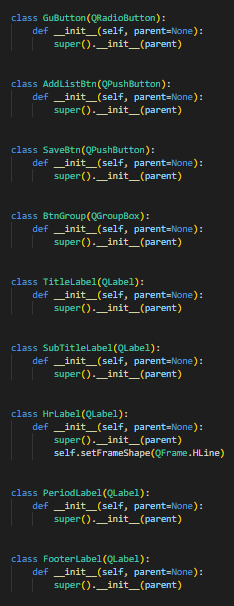 class GuButton(QRadioButton):
    def __init__(self, parent=None):
        super().__init__(parent)
class AddListBtn(QPushButton):
    def __init__(self, parent=None):
        super().__init__(parent)
class SaveBtn(QPushButton):
    def __init__(self, parent=None):
        super().__init__(parent)
class BtnGroup(QGroupBox):
    def __init__(self, parent=None):
        super().__init__(parent)
class TitleLabel(QLabel):
    def __init__(self, parent=None):
        super().__init__(parent)
class SubTitleLabel(QLabel):
    def __init__(self, parent=None):
        super().__init__(parent)
class HrLabel(QLabel):
    def __init__(self, parent=None):
        super().__init__(parent)
        self.setFrameShape(QFrame.HLine)
class PeriodLabel(QLabel):
    def __init__(self, parent=None):
        super().__init__(parent)
class FooterLabel(QLabel):
    def __init__(self, parent=None):
        super().__init__(parent)